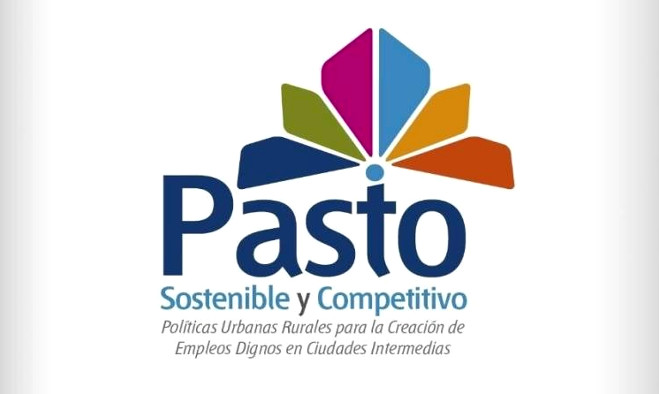 Pasto
Sostenible y Competitivo
Políticas Urbanas Rurales para la Creación de
Empleos Dignos en Ciudades Intermedias